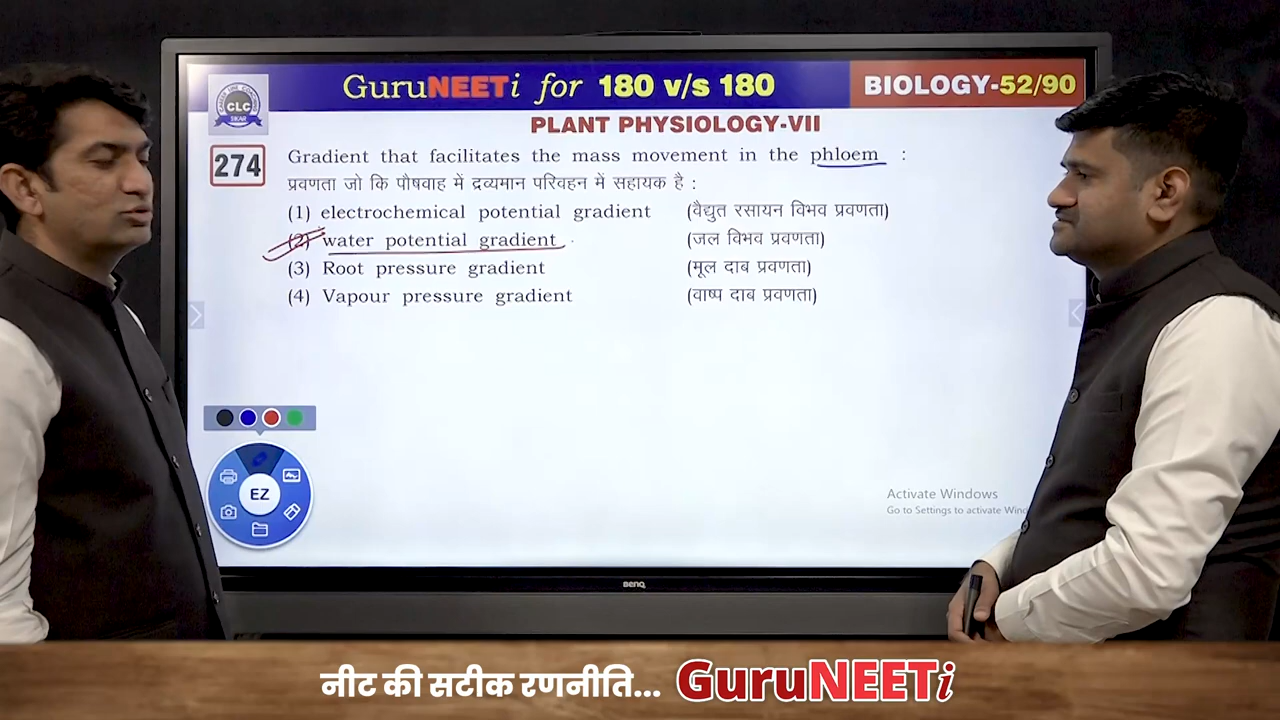 GuruNEETi for 180 v/s 180
BIOLOGY-52/90
CLC
SIKAR
PLANT PHYSIOLOGY-VII
274
Gradient that facilitates the mass movement in the phloem :
प्रवणता जो कि पौषवाह में द्रव्यमान परिवहन में सहायक है :
(1) electrochemical potential gradient (वैद्युत रसायन विभव प्रवणता)
(2) water potential gradient (जल विभव प्रवणता)
(3) Root pressure gradient (मूल दाब प्रवणता)
(4) Vapour pressure gradient (वाष्प दाब प्रवणता)
EZ
Activate Windows
Go to Settings to activate
BENQ
नीट की सटीक रणनीति... GuruNEETi